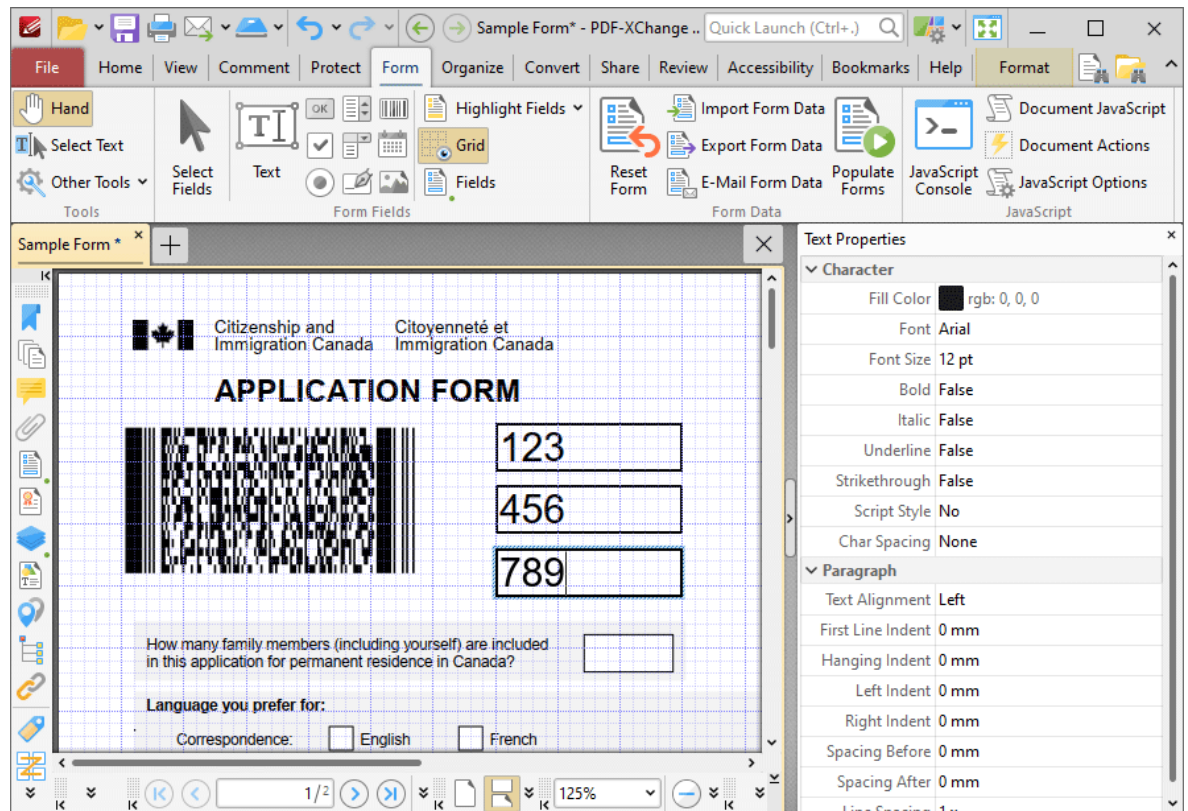 Sample Form* - PDF-XChange .. Quick Launch (Ctrl+.)
File Home View Comment Protect Form Organize Convert Share Review Accessibility Bookmarks Help Format
Hand
Select Text
Other Tools
Tools
Select Fields
Text
OK
Highlight Fields
Grid
Fields
Form Fields
Reset Form
Import Form Data
Export Form Data
E-Mail Form Data
Populate Forms
Form Data
JavaScript Console
Document JavaScript
Document Actions
JavaScript Options
JavaScript
Sample Form *
Citizenship and
Immigration Canada
Citoyenneté et
Immigration Canada
APPLICATION FORM
123
456
789
How many family members (including yourself) are included
in this application for permanent residence in Canada?
Language you prefer for:
Correspondence: English French
1/2
125%
Text Properties
Character
Fill Color rgb: 0, 0, 0
Font Arial
Font Size 12 pt
Bold False
Italic False
Underline False
Strikethrough False
Script Style No
Char Spacing None
Paragraph
Text Alignment Left
First Line Indent 0 mm
Hanging Indent 0 mm
Left Indent 0 mm
Right Indent 0 mm
Spacing Before 0 mm
Spacing After 0 mm